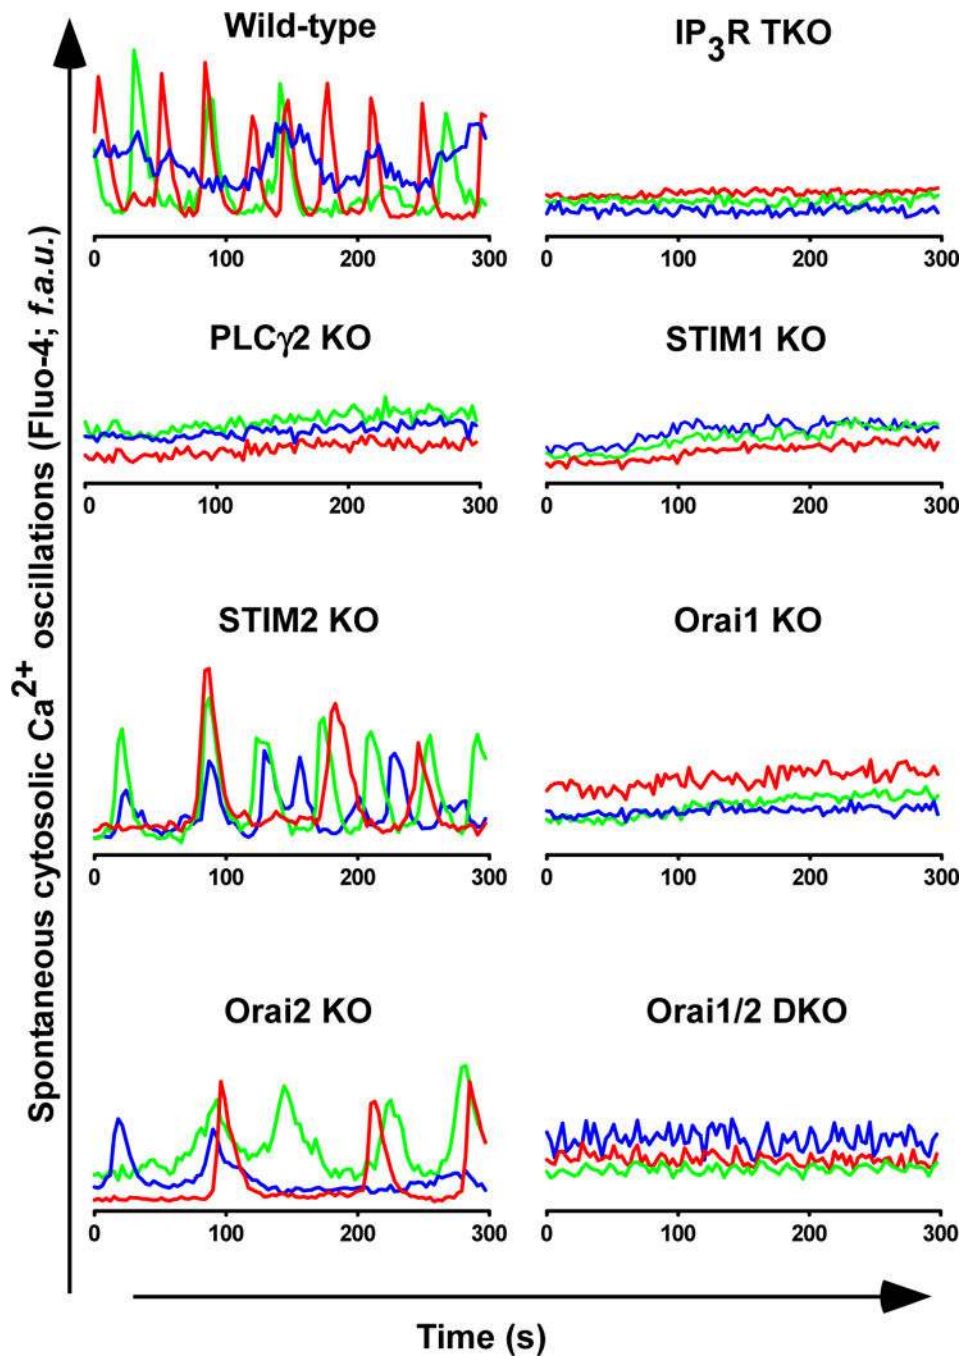 Wild-type
IP3R TKO
0 100 200 300
0 100 200 300
PLCγ2 KO
STIM1 KO
0 100 200 300
0 100 200 300
STIM2 KO
Orai1 KO
0 100 200 300
0 100 200 300
Orai2 KO
Orai1/2 DKO
0 100 200 300
0 100 200 300
Spontaneous cytosolic Ca2+ oscillations (Fluo-4; f.a.u.)
Time (s)